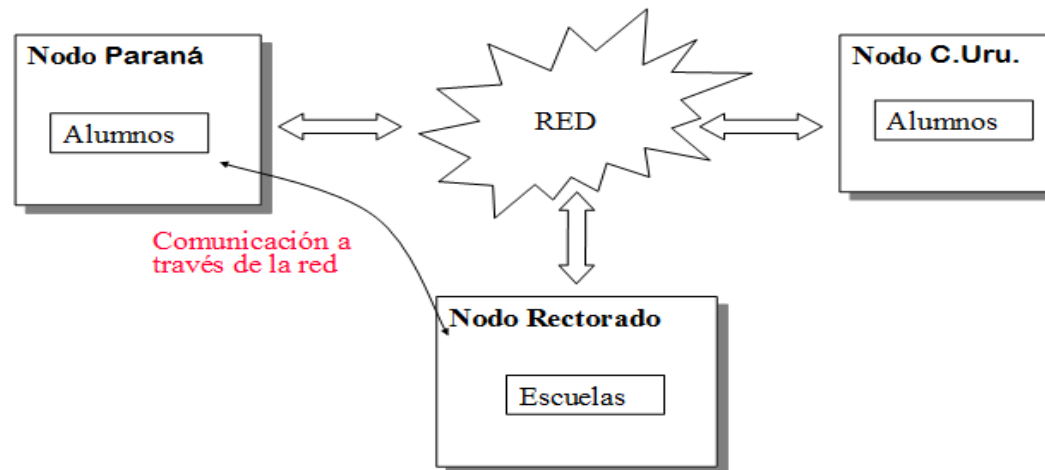 Nodo Paraná
Alumnos
RED
Nodo C.Uru.
Alumnos
Comunicación a
través de la red
Nodo Rectorado
Escuelas